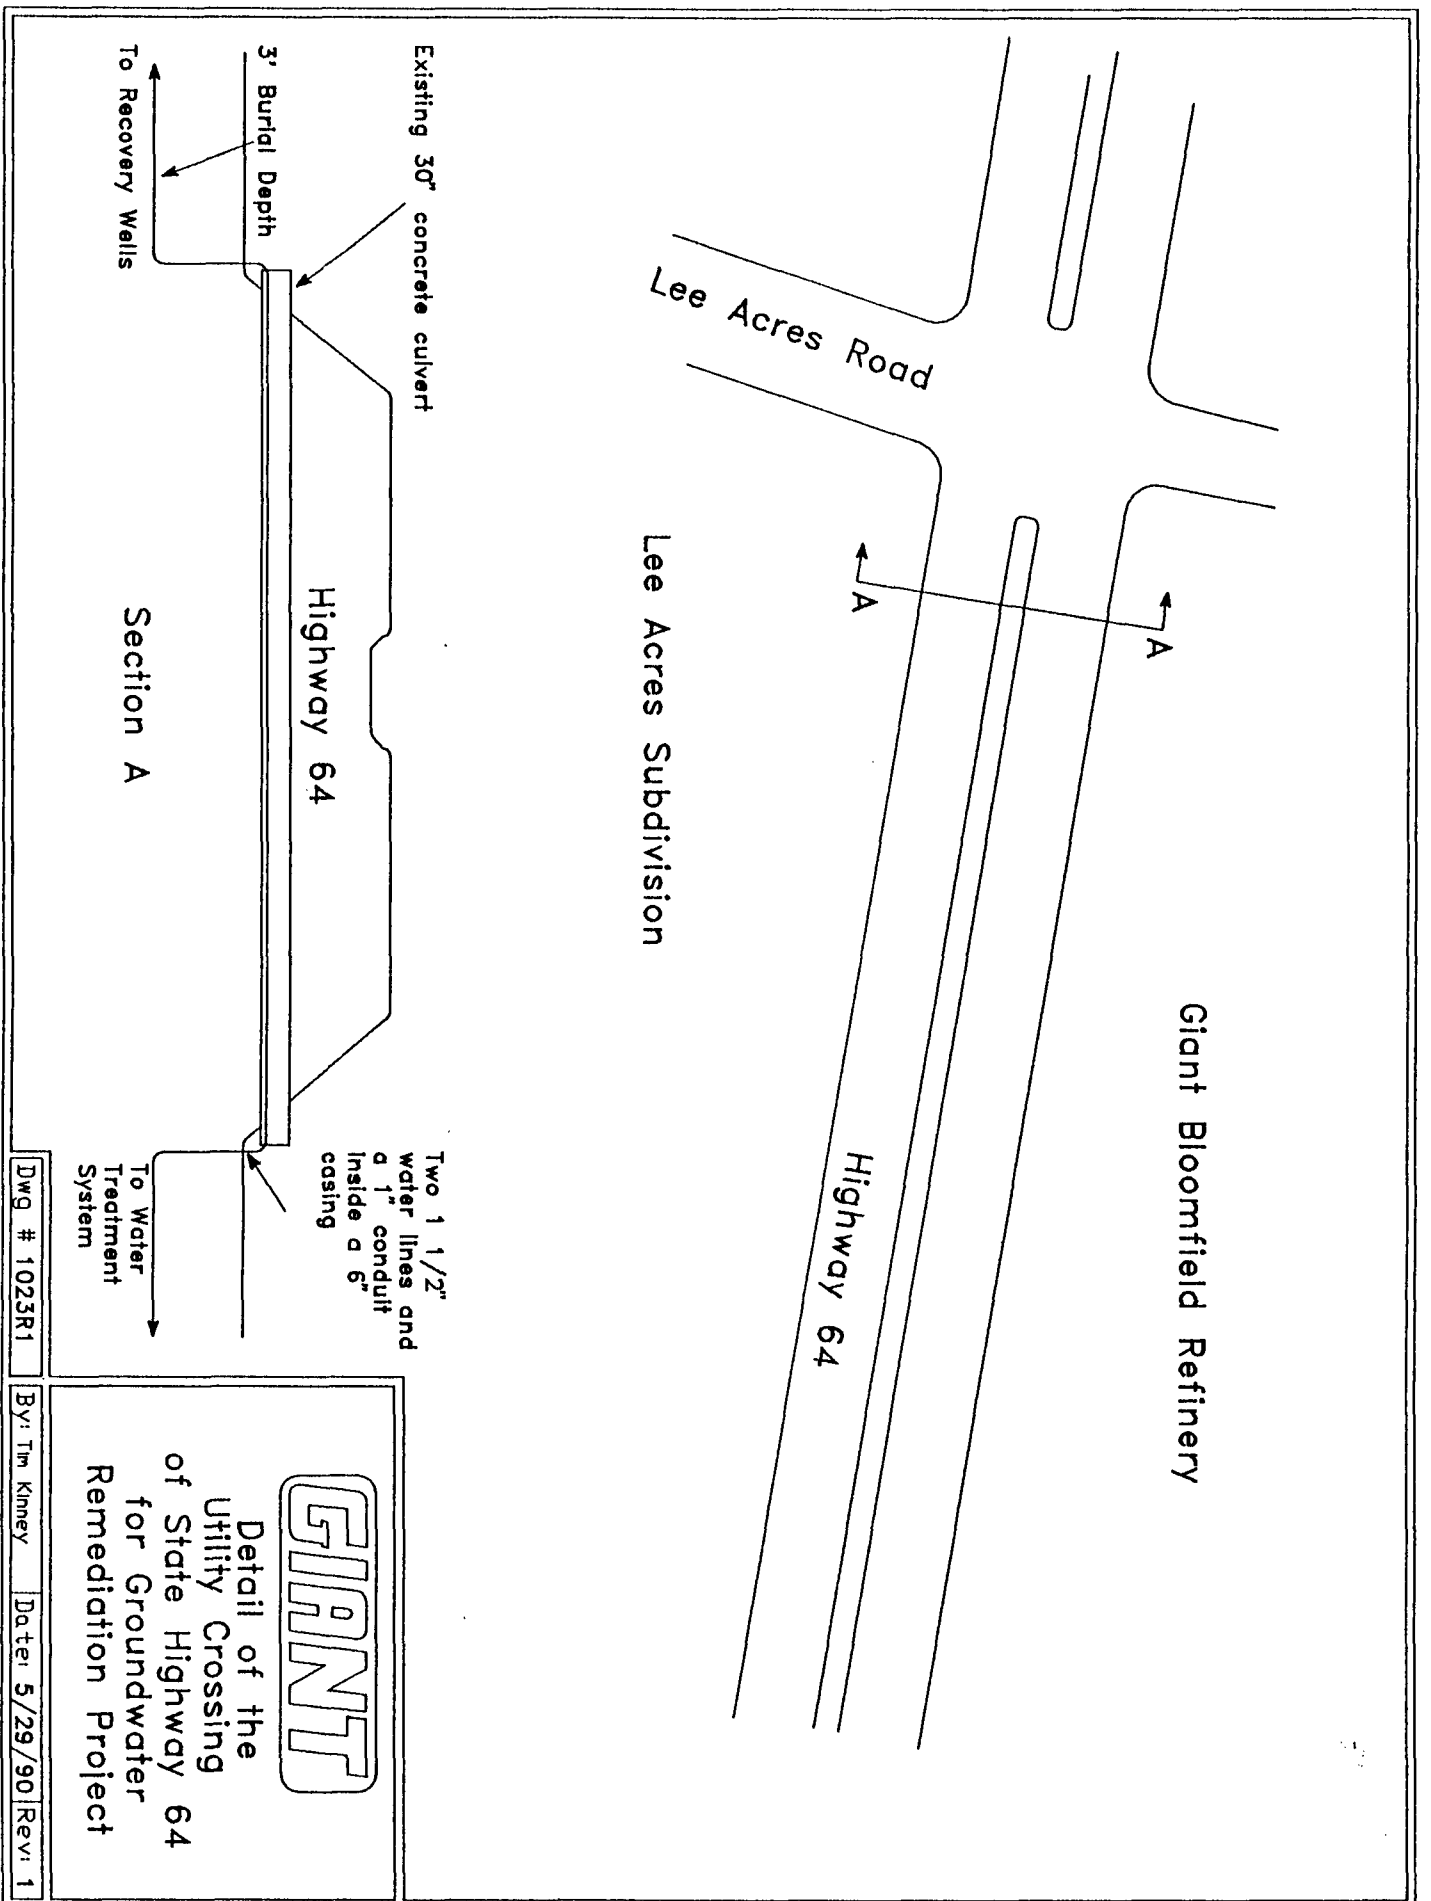 Giant Bloomfield Refinery
Highway 64
Lee Acres Road
A
A
Lee Acres Subdivision
Existing 30" concrete culvert
3' Burial Depth
To Recovery Wells
Highway 64
Section A
Two 1 1/2"
water lines and
a 1" conduit
inside a 6"
casing
To Water
Treatment
System
GIANT
Detail of the
Utility Crossing
of State Highway 64
for Groundwater
Remediation Project
Dwg # 1023R1
By: Tim Kinney
Date: 5/29/90
Rev: 1